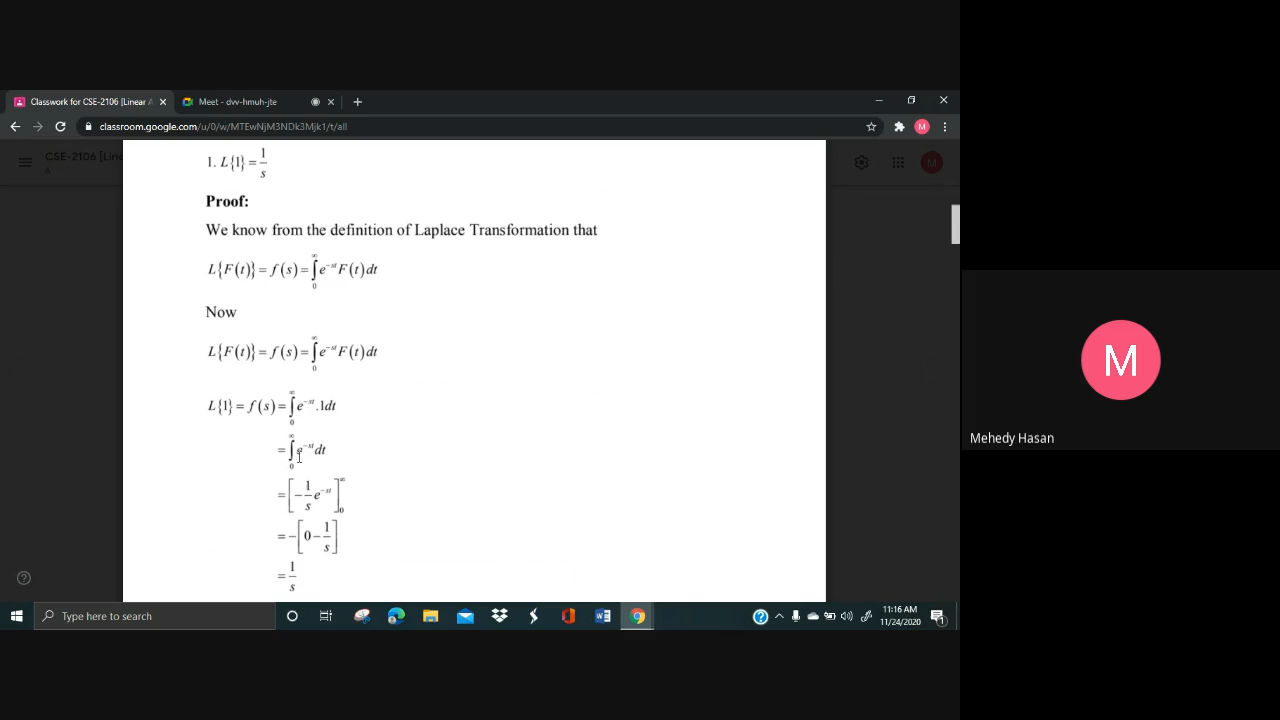 Classwork for CSE-2106 [Linear A
Meet - dvv-hmuh-jte
classroom.google.com/u/0/w/MTEwNjM3NDk3Mjk1/t/all
M
CSE-2106 [Lin
A
M
1. L{1} = 1/s
Proof:
We know from the definition of Laplace Transformation that
L{F(t)} = f(s) = ∫₀^∞ e^{-st} F(t) dt
Now
L{F(t)} = f(s) = ∫₀^∞ e^{-st} F(t) dt
L{1} = f(s) = ∫₀^∞ e^{-st} .1dt
= ∫₀^∞ e^{-st} dt
= [-1/s e^{-st}]₀^∞
= -[0 - 1/s]
= 1/s
M
Mehedy Hasan
Type here to search
11:16 AM
11/24/2020
1